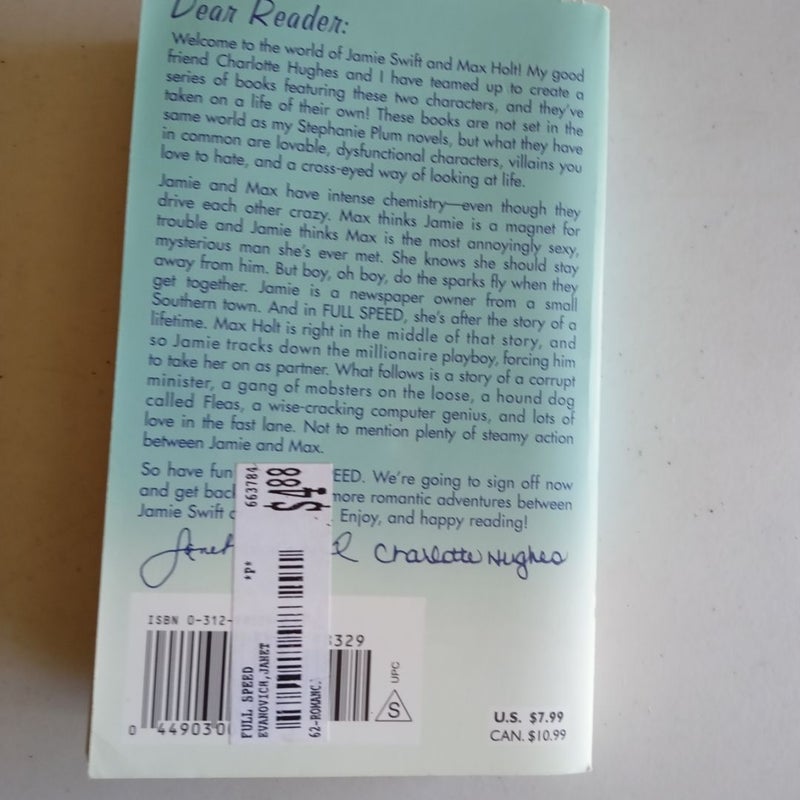 Dear Reader:
Welcome to the world of Jamie Swift and Max Holt! My good
friend Charlotte Hughes and I have teamed up to create a
series of books featuring these two characters, and they've
taken on a life of their own! These books are not set in the
same world as my Stephanie Plum novels, but what they have
in common are lovable, dysfunctional characters, villains you
love to hate, and a cross-eyed way of looking at life.
Jamie and Max have intense chemistry—even though they
drive each other crazy. Max thinks Jamie is a magnet for
trouble and Jamie thinks Max is the most annoyingly sexy,
mysterious man she's ever met. She knows she should stay
away from him. But boy, oh boy, do the sparks fly when they
get together. Jamie is a newspaper owner from a small
Southern town. And in FULL SPEED, she's after the story of a
lifetime. Max Holt is right in the middle of that story, and
so Jamie tracks down the millionaire playboy, forcing him
to take her on as partner. What follows is a story of a corrupt
minister, a gang of mobsters on the loose, a hound dog
called Fleas, a wise-cracking computer genius, and lots of
love in the fast lane. Not to mention plenty of steamy action
between Jamie and Max.
So have fun EED. We're going to sign off now
and get back more romantic adventures between
Jamie Swift Enjoy, and happy reading!
Janet Charlotte Hughes
663784
$4.88
*P*
FULL SPEED
EVANOVICH, JANET
62-ROMANC
ISBN 0-312-
329
0 44903 0
UPC
S
U.S. $7.99
CAN. $10.99